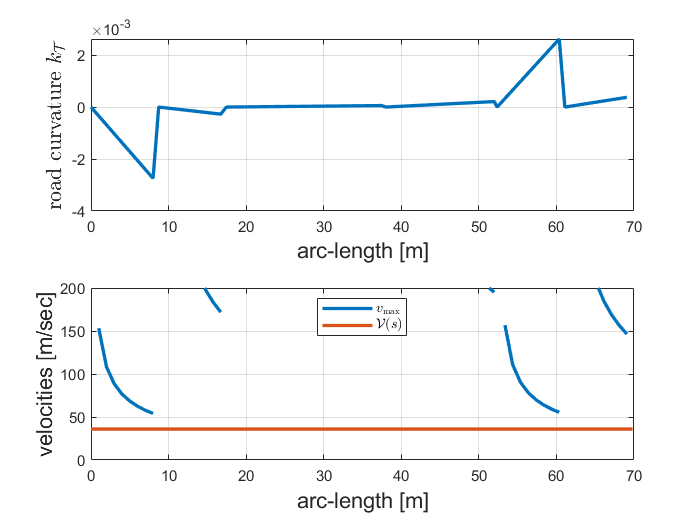 ×10⁻³
road curvature k_𝒯
2
0
-2
-4
0 10 20 30 40 50 60 70
arc-length [m]
velocities [m/sec]
200
150
100
50
0
v_max
𝒱(s)
0 10 20 30 40 50 60 70
arc-length [m]